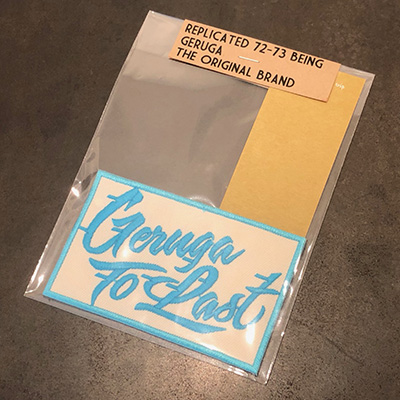 REPLICATED 72-73 BEING
GERUGA
THE ORIGINAL BRAND
Geruga
To Last